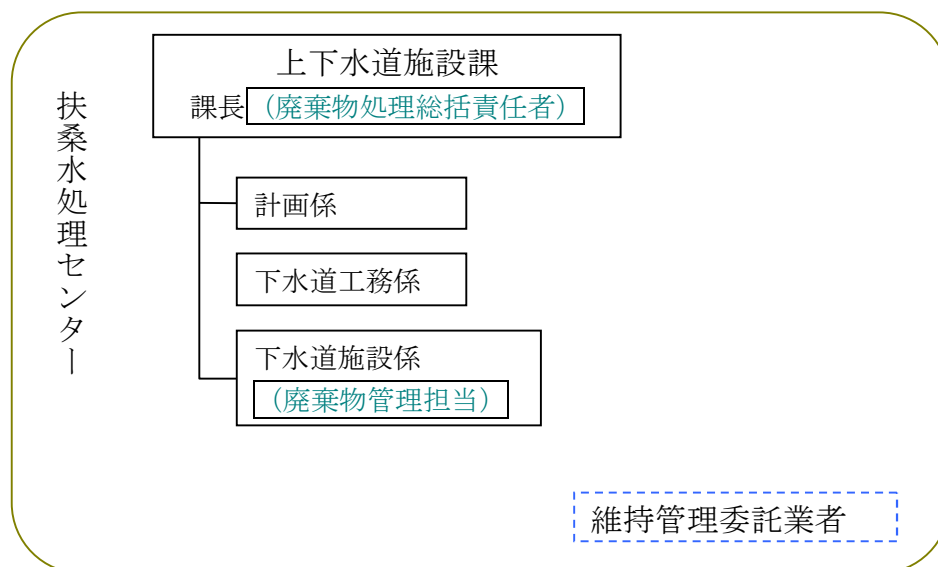 扶桑水処理センター
上下水道施設課
課長（廃棄物処理総括責任者）
計画係
下水道工務係
下水道施設係
（廃棄物管理担当）
維持管理委託業者